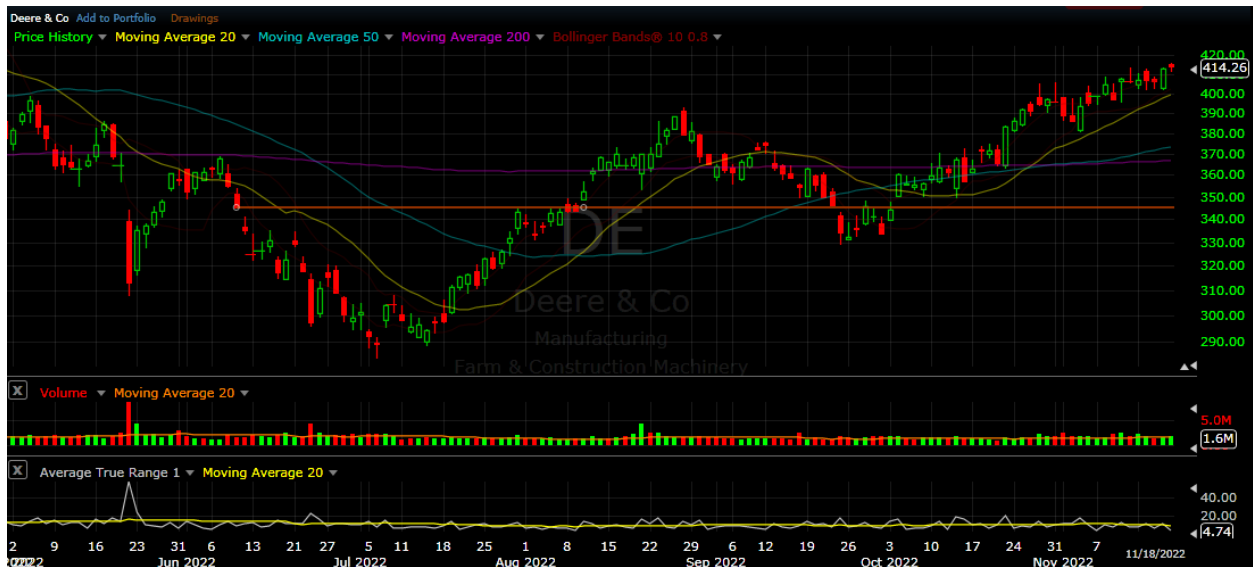 Deere & Co Add to Portfolio Drawings
Price History Moving Average 20 Moving Average 50 Moving Average 200 Bollinger Bands® 10 0.8
420.00
414.26
400.00
390.00
380.00
370.00
360.00
350.00
340.00
330.00
320.00
310.00
300.00
290.00
DE
Deere & Co
Manufacturing
Farm & Construction Machinery
X Volume Moving Average 20
5.0M
1.6M
X Average True Range 1 Moving Average 20
40.00
20.00
4.74
2 9 16 23 31 6 13 21 27 5 11 18 25 1 8 15 22 29 6 12 19 26 3 10 17 24 31 7 11/18/2022
2022 Jun 2022 Jul 2022 Aug 2022 Sep 2022 Oct 2022 Nov 2022